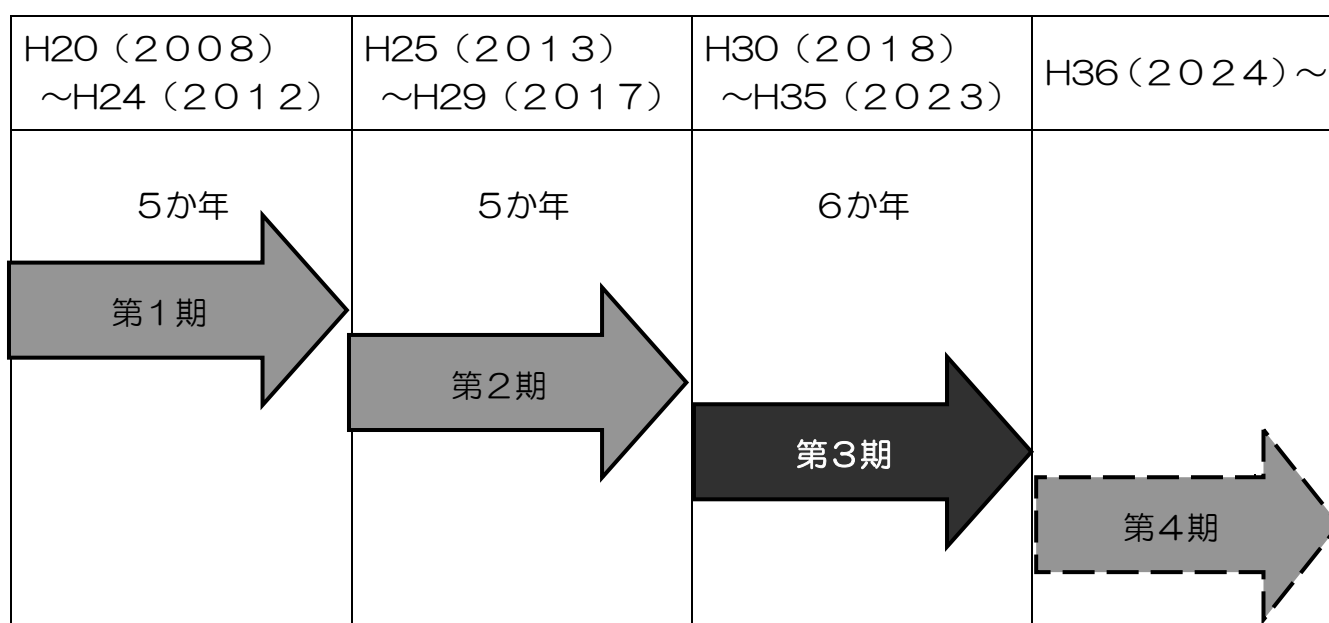 H20（２００８）
～H24（２０１２）
H25（２０１３）
～H29（２０１７）
H30（２０１８）
～H35（２０２３）
H36（２０２４）～
５か年
５か年
６か年
第１期
第２期
第３期
第４期